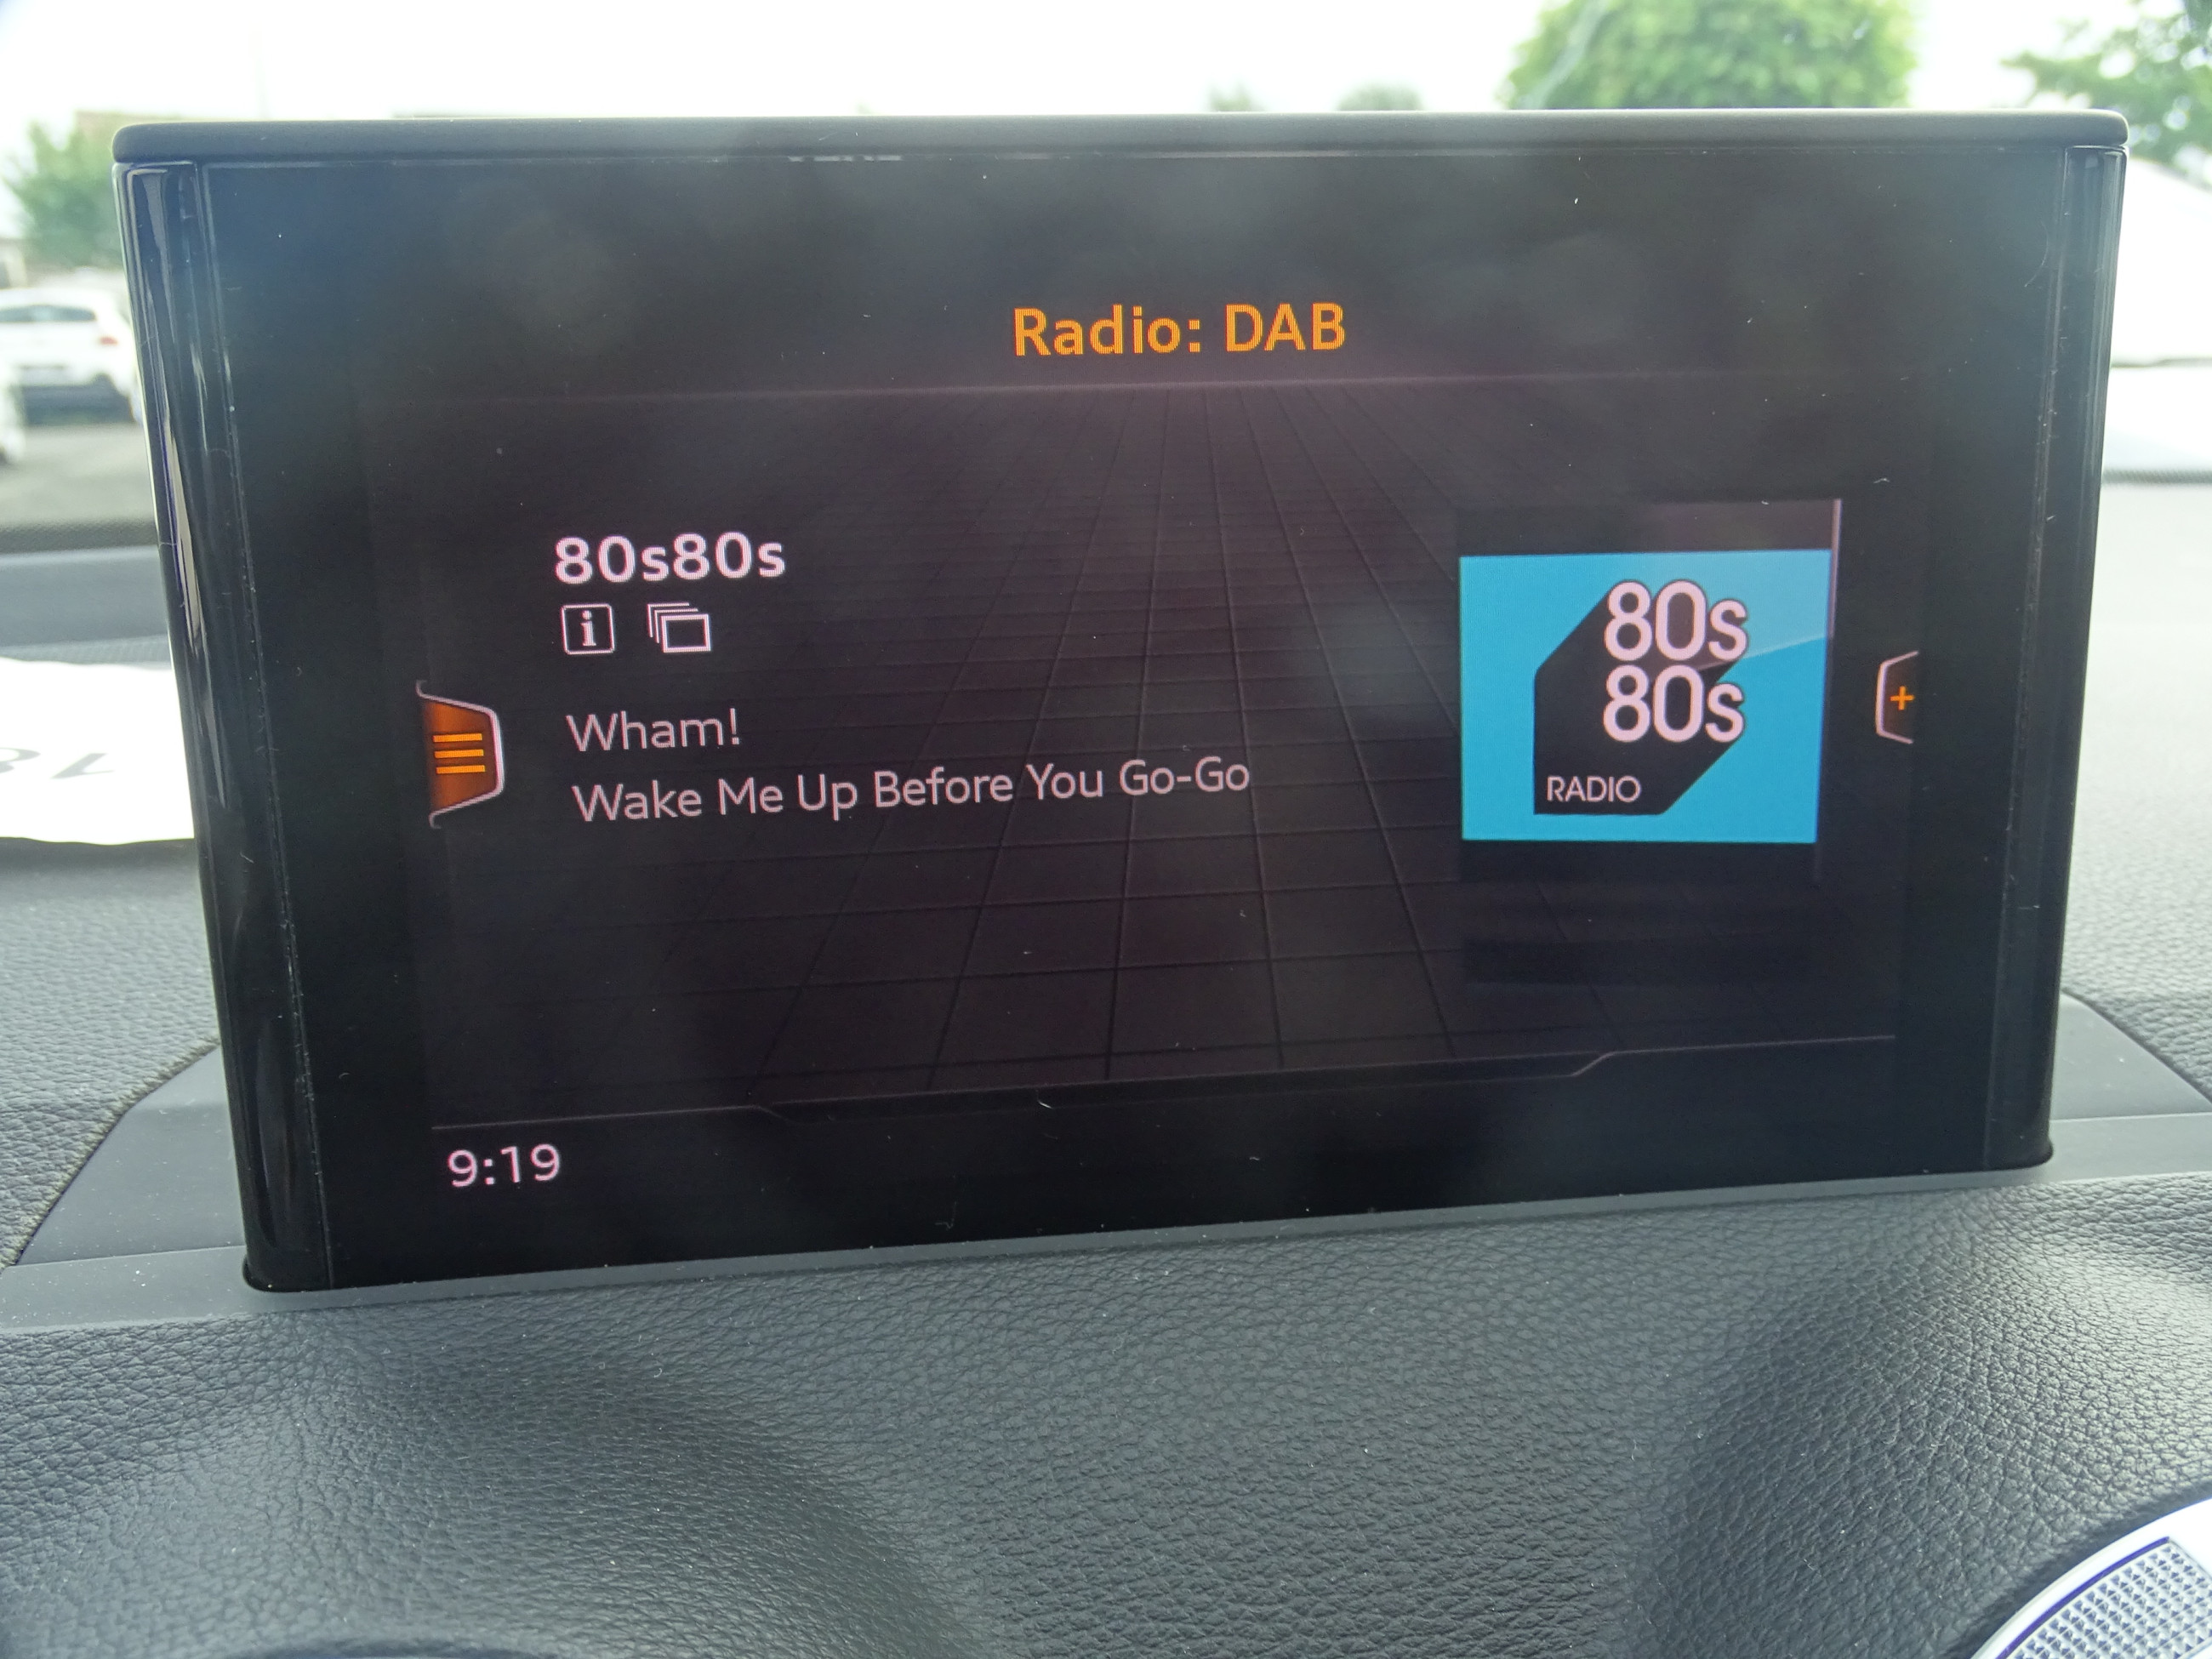 Radio: DAB
80s80s
Wham!
Wake Me Up Before You Go-Go
80s
80s
RADIO
9:19